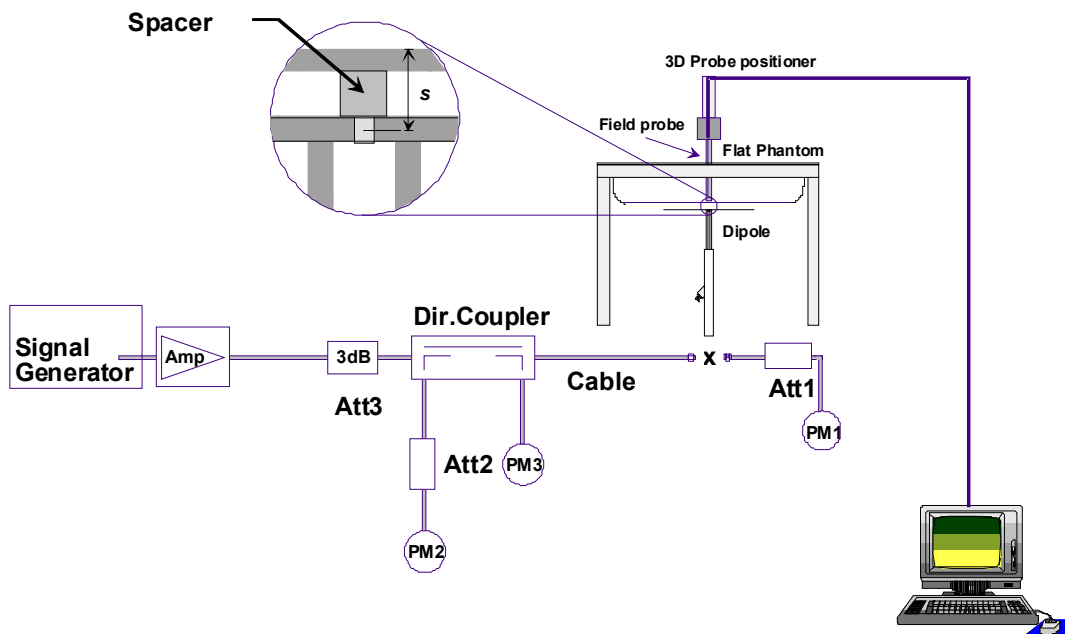 Spacer
s
3D Probe positioner
Field probe
Flat Phantom
Dipole
Dir.Coupler
Signal
Generator
Amp
3dB
Att3
Cable
x
Att1
PM1
Att2
PM3
PM2